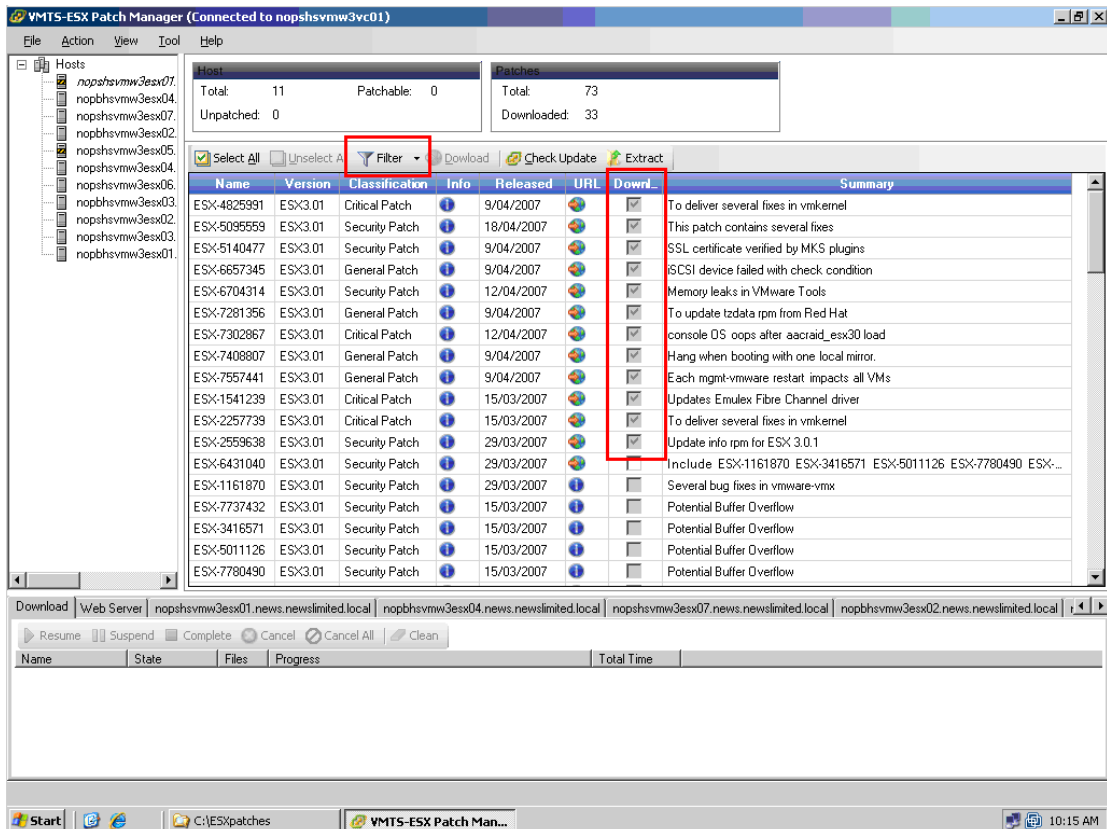 VMTS-ESX Patch Manager (Connected to nopshsvmw3vc01)
File Action View Tool Help
Hosts
nopshsvmw3esx01.
nopbhsvmw3esx04.
nopshsvmw3esx07.
nopbhsvmw3esx02.
nopshsvmw3esx05.
nopshsvmw3esx04.
nopshsvmw3esx06.
nopbhsvmw3esx03.
nopshsvmw3esx02.
nopshsvmw3esx03.
nopbhsvmw3esx01.
Host
Total: 11 Patchable: 0
Unpatched: 0
Patches
Total: 73
Downloaded: 33
Select All Unselect A Filter Dowload Check Update Extract
Name Version Classification Info Released URL Downl... Summary
ESX-4825991 ESX3.01 Critical Patch 9/04/2007 To deliver several fixes in vmkernel
ESX-5095559 ESX3.01 Security Patch 18/04/2007 This patch contains several fixes
ESX-5140477 ESX3.01 Security Patch 9/04/2007 SSL certificate verified by MKS plugins
ESX-6657345 ESX3.01 General Patch 9/04/2007 iSCSI device failed with check condition
ESX-6704314 ESX3.01 Security Patch 12/04/2007 Memory leaks in VMware Tools
ESX-7281356 ESX3.01 General Patch 9/04/2007 To update tzdata rpm from Red Hat
ESX-7302867 ESX3.01 Critical Patch 12/04/2007 console OS oops after aacraid_esx30 load
ESX-7408807 ESX3.01 General Patch 9/04/2007 Hang when booting with one local mirror.
ESX-7557441 ESX3.01 General Patch 9/04/2007 Each mgmt-vmware restart impacts all VMs
ESX-1541239 ESX3.01 Critical Patch 15/03/2007 Updates Emulex Fibre Channel driver
ESX-2257739 ESX3.01 Critical Patch 15/03/2007 To deliver several fixes in vmkernel
ESX-2559638 ESX3.01 Security Patch 29/03/2007 Update info rpm for ESX 3.0.1
ESX-6431040 ESX3.01 Security Patch 29/03/2007 Include ESX-1161870 ESX-3416571 ESX-5011126 ESX-7780490 ESX-...
ESX-1161870 ESX3.01 Security Patch 29/03/2007 Several bug fixes in vmware-vmx
ESX-7737432 ESX3.01 Security Patch 15/03/2007 Potential Buffer Overflow
ESX-3416571 ESX3.01 Security Patch 15/03/2007 Potential Buffer Overflow
ESX-5011126 ESX3.01 Security Patch 15/03/2007 Potential Buffer Overflow
ESX-7780490 ESX3.01 Security Patch 15/03/2007 Potential Buffer Overflow
Download Web Server nopshsvmw3esx01.news.newslimited.local nopbhsvmw3esx04.news.newslimited.local nopshsvmw3esx07.news.newslimited.local nopbhsvmw3esx02.news.newslimited.local
Resume Suspend Complete Cancel Cancel All Clean
Name State Files Progress Total Time
Start C:\ESXpatches VMTS-ESX Patch Man... 10:15 AM